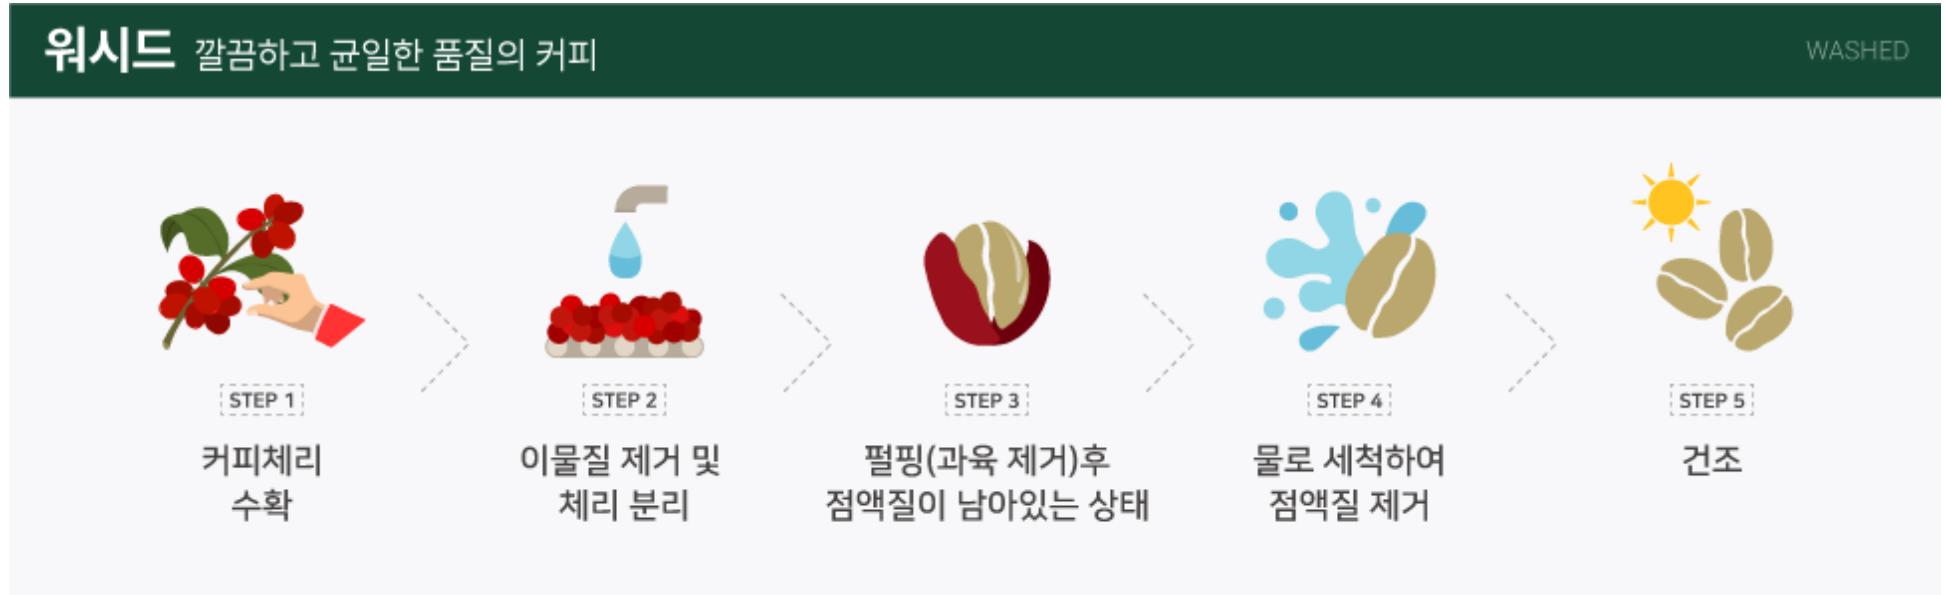 워시드 깔끔하고 균일한 품질의 커피
WASHED
STEP 1
커피체리
수확
STEP 2
이물질 제거 및
체리 분리
STEP 3
펄핑(과육 제거)후
점액질이 남아있는 상태
STEP 4
물로 세척하여
점액질 제거
STEP 5
건조